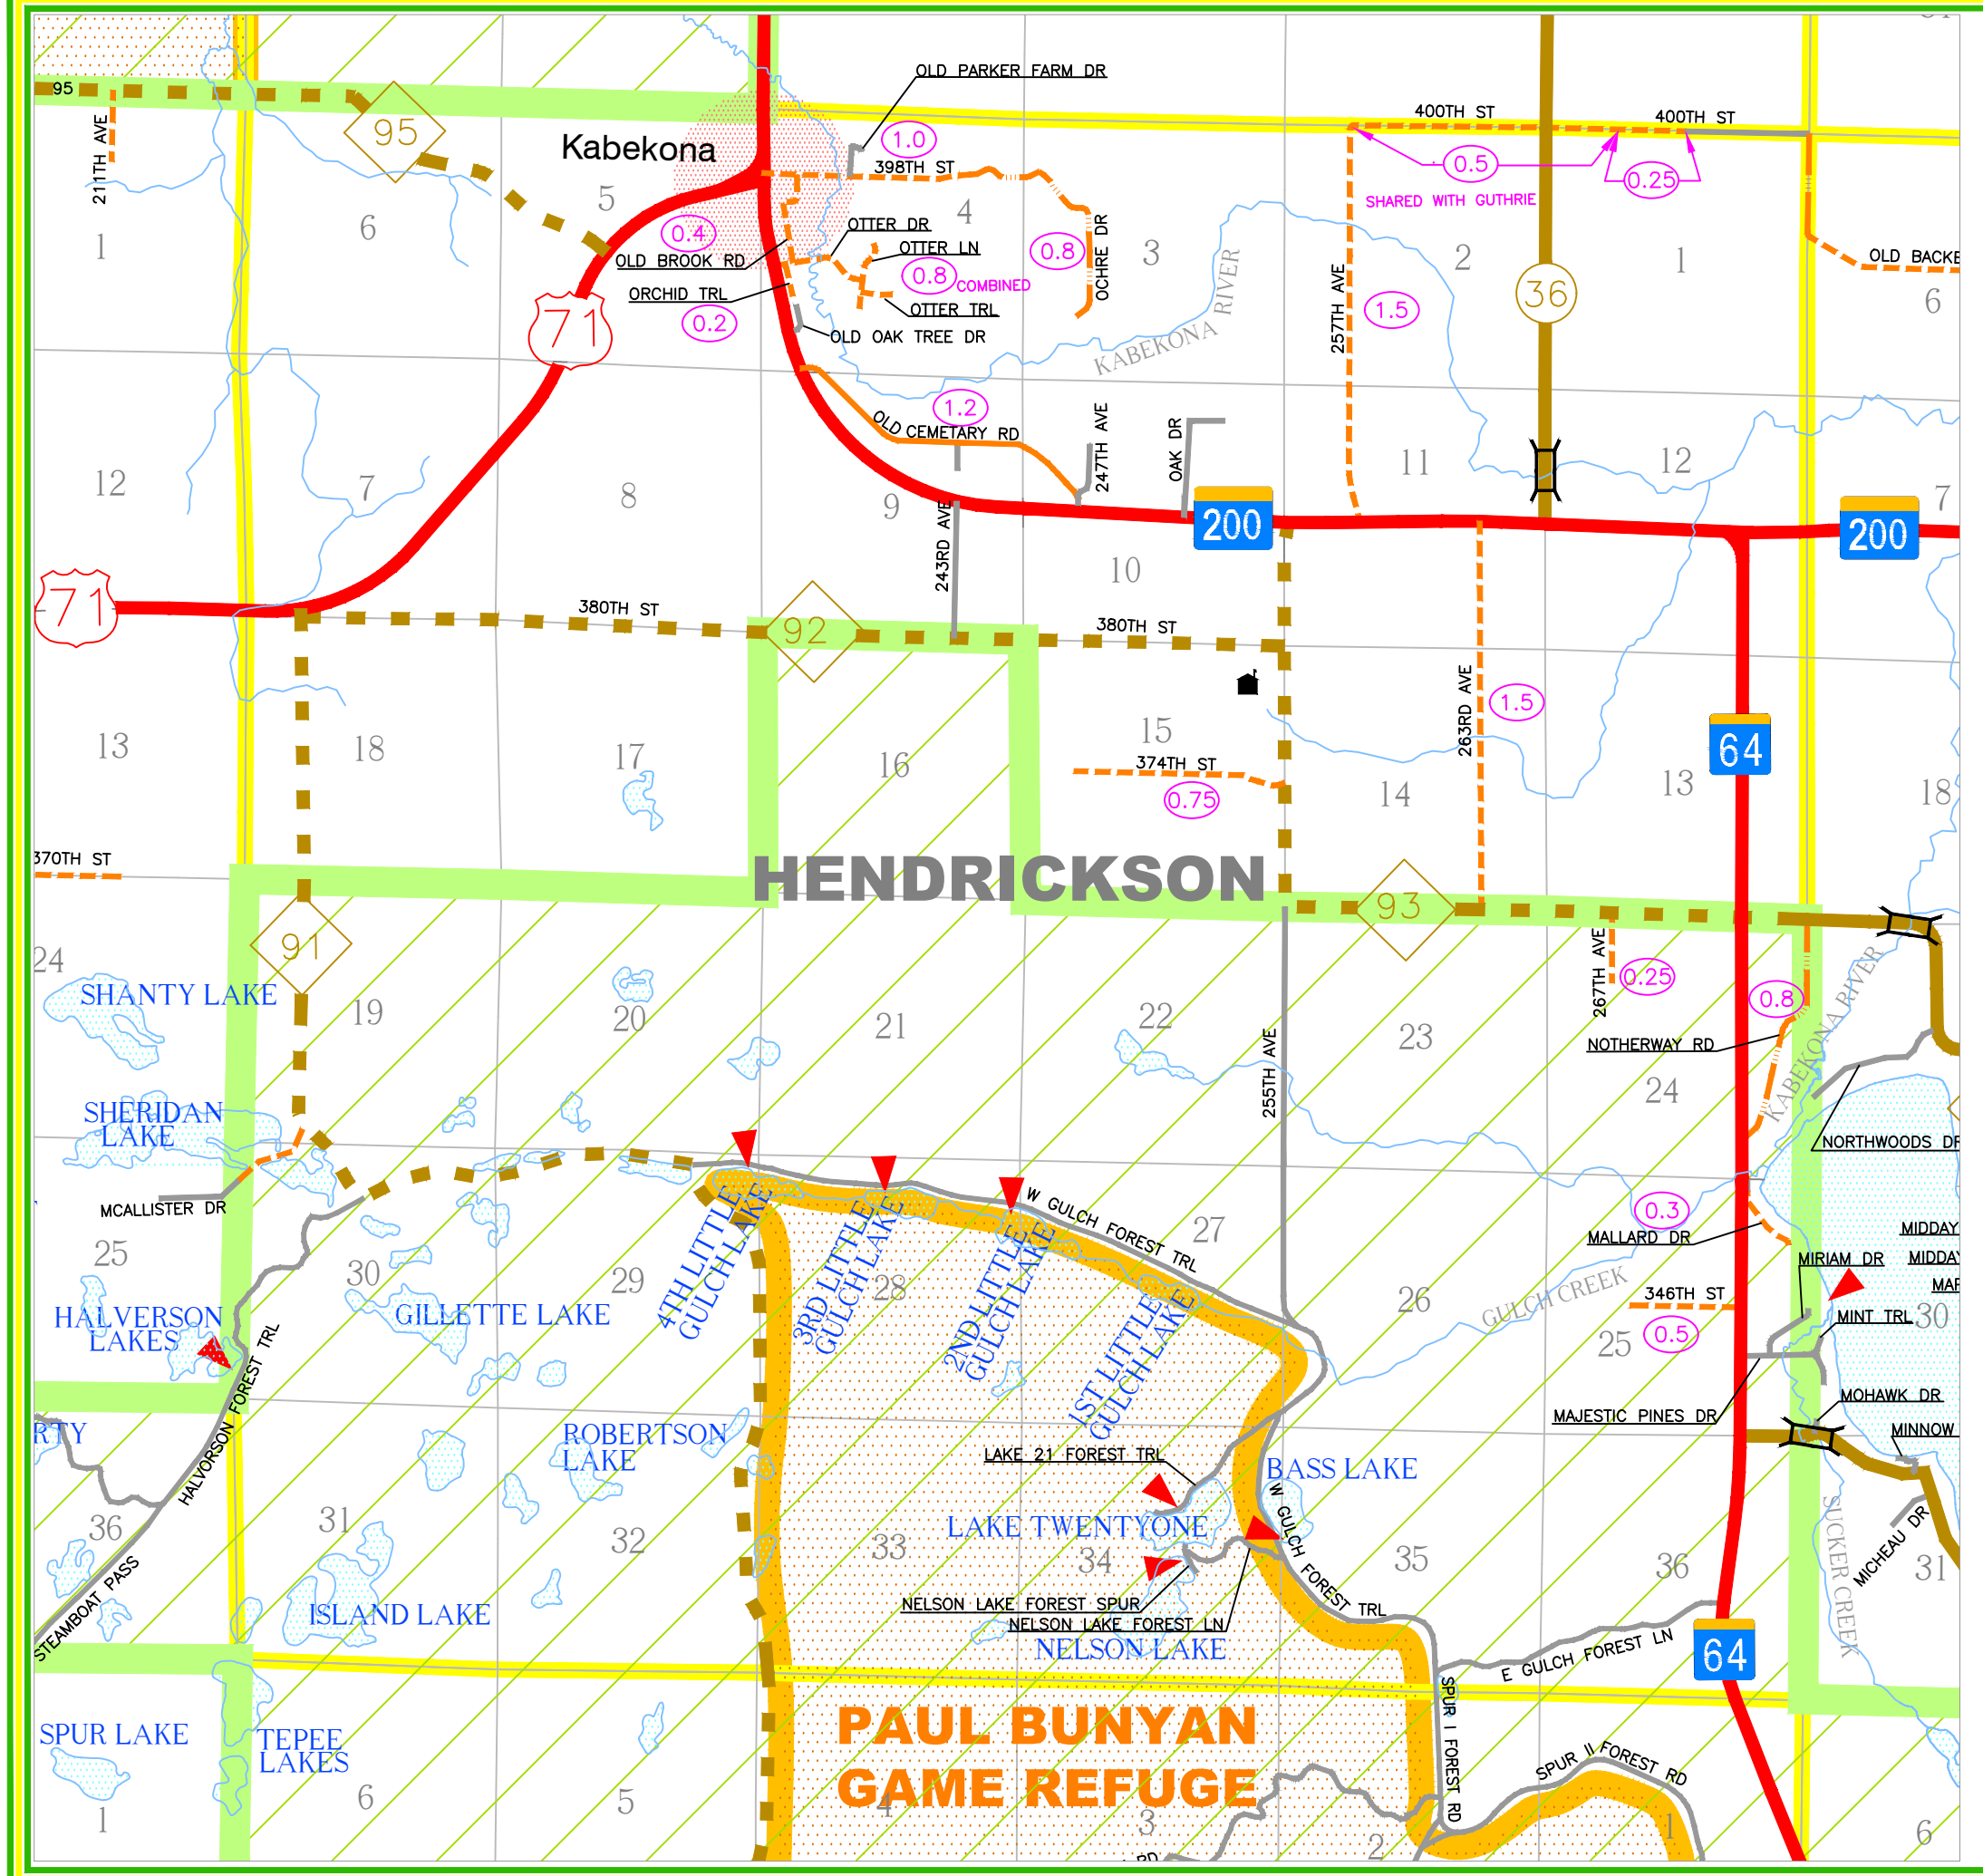 OLD PARKER FARM DR
95
211TH AVE
95
Kabekona
1.0
398TH ST
400TH ST
400TH ST
0.5
0.25
SHARED WITH GUTHRIE
1
6
5
4
3
2
1
0.4
OTTER DR
OTTER LN
OLD BROOK RD
0.8
COMBINED
0.8
OCHRE DR
OLD BACKE
ORCHID TRL
0.2
OTTER TRL
OLD OAK TREE DR
KABEKONA RIVER
257TH AVE
1.5
36
6
71
1.2
OLD CEMETARY RD
247TH AVE
OAK DR
12
7
8
9
11
12
7
200
200
243RD AVE
10
71
380TH ST
92
380TH ST
13
18
17
16
15
263RD AVE
1.5
64
374TH ST
0.75
14
13
18
370TH ST
HENDRICKSON
93
91
24
267TH AVE
0.25
0.8
SHANTY LAKE
19
20
21
22
23
NOTHERWAY RD
KABEKONA RIVER
255TH AVE
24
SHERIDAN
LAKE
NORTHWOODS DR
MCALLISTER DR
W GULCH FOREST TRL
27
0.3
MALLARD DR
MIDDAY
MIRIAM DR
MIDDA
MAR
25
30
29
4TH LITTLE
GULCH LAKE
3RD LITTLE
GULCH LAKE
28
2ND LITTLE
GULCH LAKE
1ST LITTLE
GULCH LAKE
26
GULCH CREEK
346TH ST
0.5
25
MINT TRL
30
HALVERSON
LAKES
GILLETTE LAKE
HALVORSON FOREST TRL
MOHAWK DR
MAJESTIC PINES DR
MINNOW
RTY
ROBERTSON
LAKE
LAKE 21 FOREST TRL
BASS LAKE
W GULCH FOREST TRL
36
31
32
33
LAKE TWENTYONE
34
35
36
SUCKER CREEK
MICHEAU DR
31
STEAMBOAT PASS
ISLAND LAKE
NELSON LAKE FOREST SPUR
NELSON LAKE FOREST LN
NELSON LAKE
E GULCH FOREST LN
64
SPUR I FOREST RD
SPUR II FOREST RD
PAUL BUNYAN
GAME REFUGE
SPUR LAKE
TEPEE
LAKES
1
6
5
4
3
2
1
6
RD